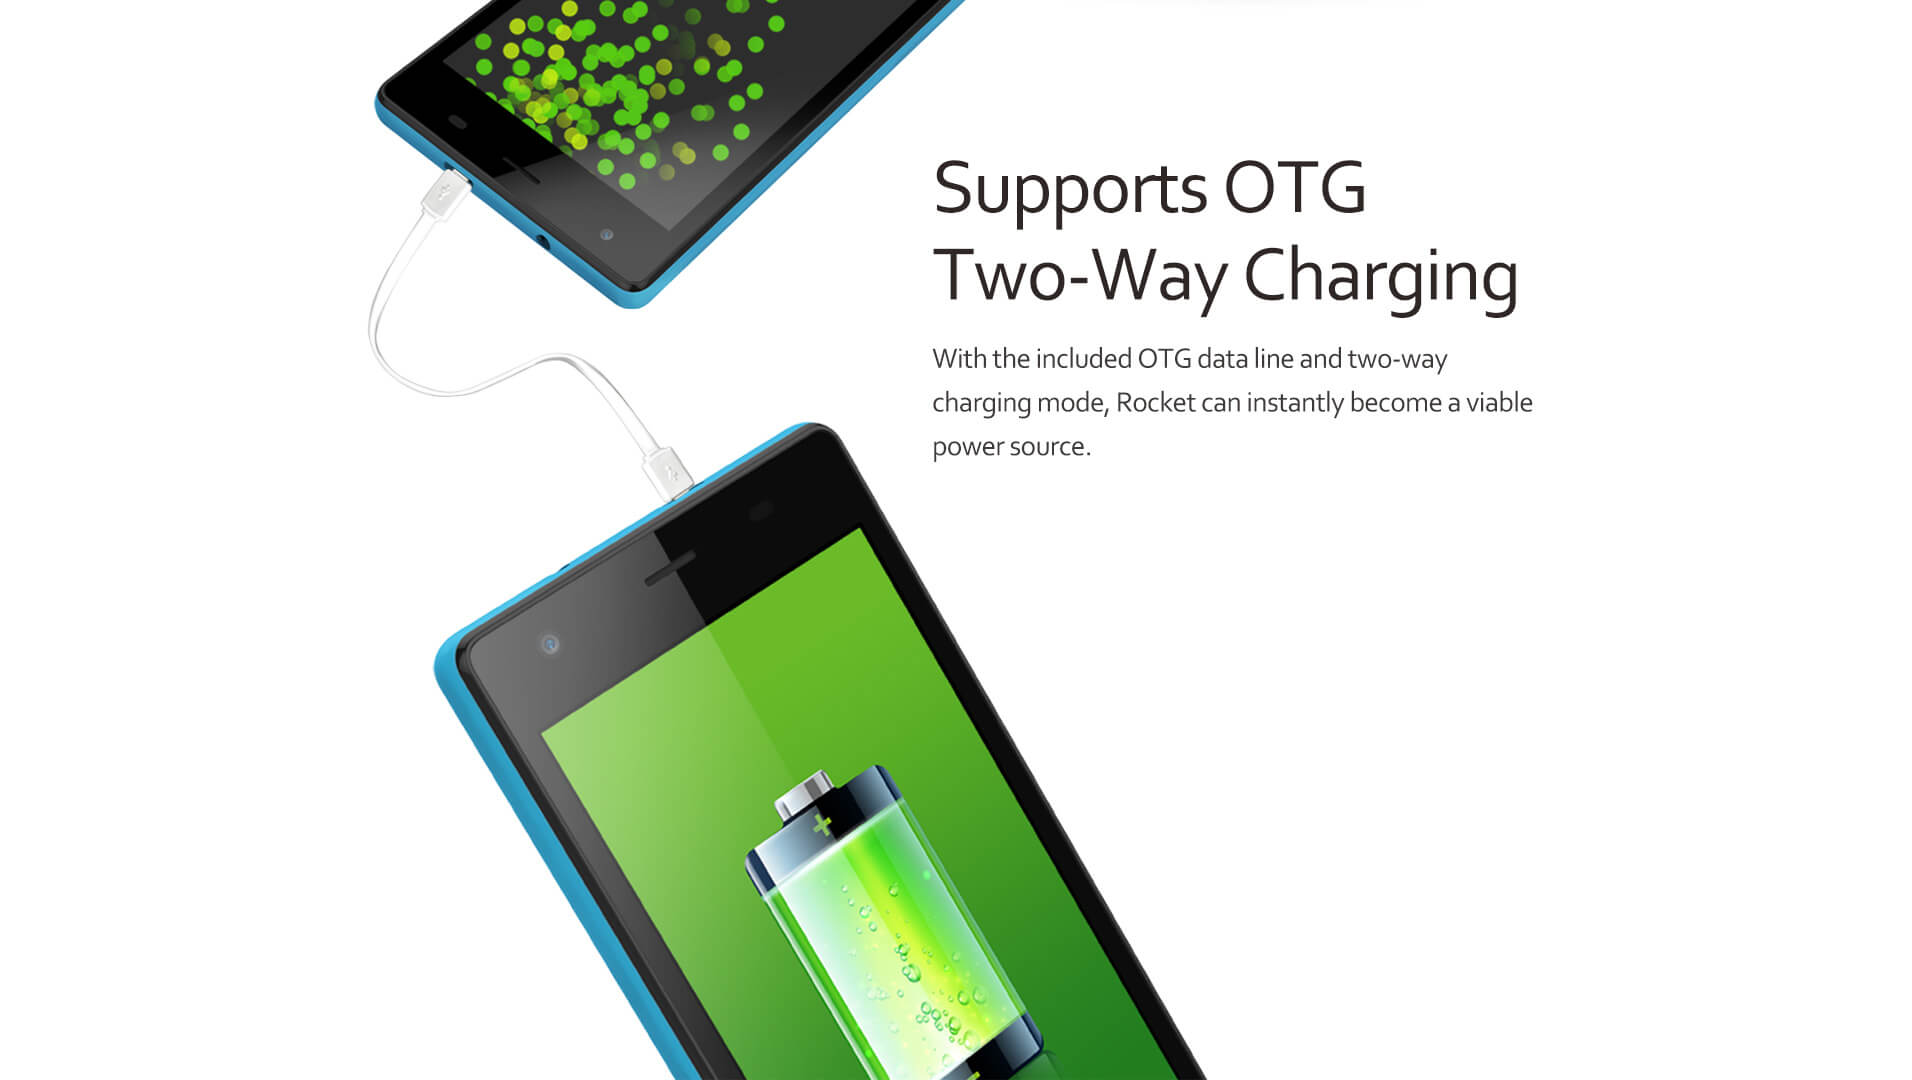 Supports OTG
Two-Way Charging
With the included OTG data line and two-way
charging mode, Rocket can instantly become a viable
power source.